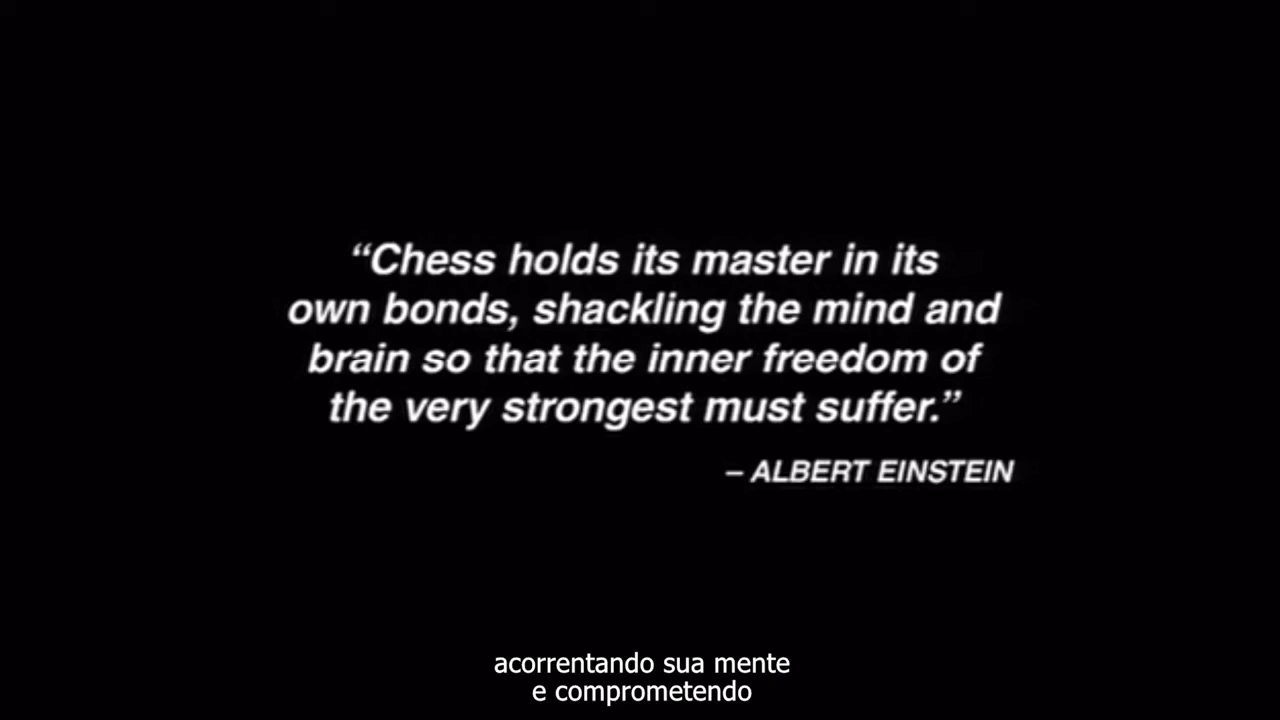 “Chess holds its master in its
own bonds, shackling the mind and
brain so that the inner freedom of
the very strongest must suffer.”
– ALBERT EINSTEIN
acorrentando sua mente
e comprometendo